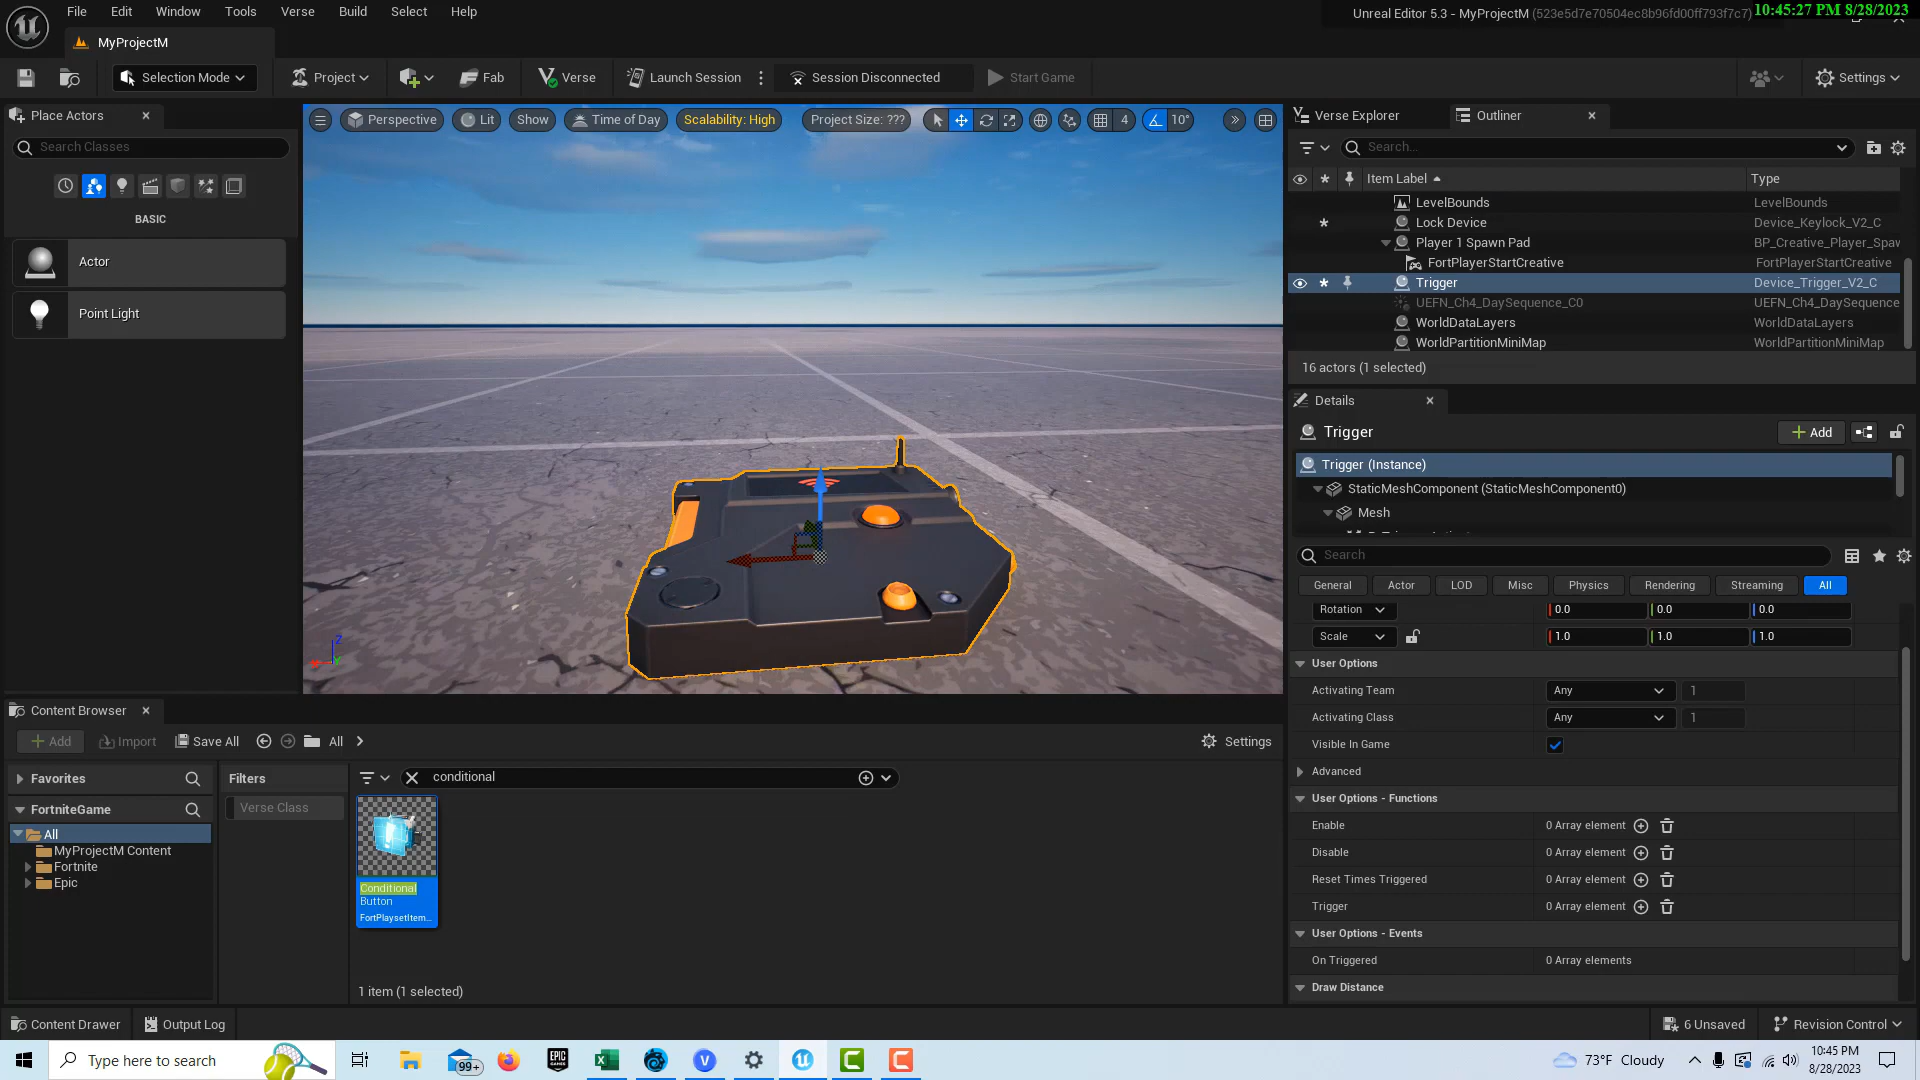 File Edit Window Tools Verse Build Select Help
Unreal Editor 5.3 - MyProjectM (523e5d7e70504ec8b96fd00ff793f7c7)
10:45:27 PM 8/28/2023
MyProjectM
Selection Mode Project Fab Verse Launch Session Session Disconnected Start Game Settings
Place Actors
Search Classes
BASIC
Actor
Point Light
Perspective Lit Show Time of Day Scalability: High Project Size: ??? 4 10°
Z
X
Y
Verse Explorer Outliner
Search...
Item Label Type
LevelBounds LevelBounds
Lock Device Device_Keylock_V2_C
Player 1 Spawn Pad BP_Creative_Player_Spaw
FortPlayerStartCreative FortPlayerStartCreative
Trigger Device_Trigger_V2_C
UEFN_Ch4_DaySequence_C0 UEFN_Ch4_DaySequence
WorldDataLayers WorldDataLayers
WorldPartitionMiniMap WorldPartitionMiniMap
16 actors (1 selected)
Details
Trigger Add
Trigger (Instance)
StaticMeshComponent (StaticMeshComponent0)
Mesh
Search
General Actor LOD Misc Physics Rendering Streaming All
Rotation 0.0 0.0 0.0
Scale 1.0 1.0 1.0
User Options
Activating Team Any 1
Activating Class Any 1
Visible In Game
Advanced
User Options - Functions
Enable 0 Array element
Disable 0 Array element
Reset Times Triggered 0 Array element
Trigger 0 Array element
User Options - Events
On Triggered 0 Array elements
Draw Distance
Content Browser
Add Import Save All All Settings
Favorites
FortniteGame
All
MyProjectM Content
Fortnite
Epic
Filters
Verse Class
conditional
Conditional
Button
FortPlaysetItem...
1 item (1 selected)
Content Drawer Output Log 6 Unsaved Revision Control
Type here to search
99+
EPIC
GAMES
73°F Cloudy
10:45 PM
8/28/2023